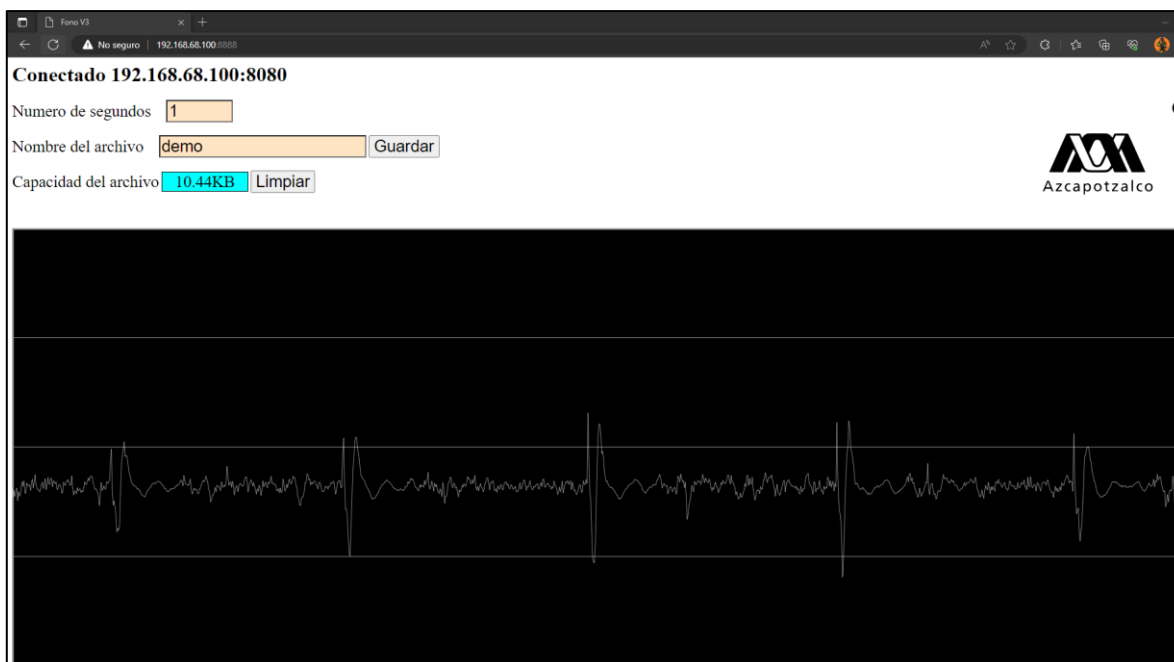 Fono V3
No seguro 192.168.68.100:8888
Conectado 192.168.68.100:8080
Numero de segundos 1
Nombre del archivo demo Guardar
Capacidad del archivo 10.44KB Limpiar
Azcapotzalco